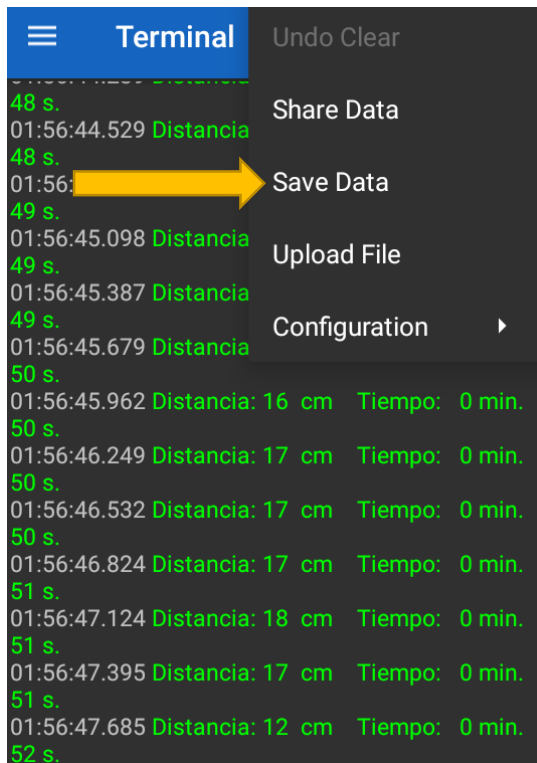 Terminal
Undo Clear
Share Data
Save Data
Upload File
Configuration
48 s.
01:56:44.529 Distancia
48 s.
01:56:
49 s.
01:56:45.098 Distancia
49 s.
01:56:45.387 Distancia
49 s.
01:56:45.679 Distancia
50 s.
01:56:45.962 Distancia: 16 cm Tiempo: 0 min.
50 s.
01:56:46.249 Distancia: 17 cm Tiempo: 0 min.
50 s.
01:56:46.532 Distancia: 17 cm Tiempo: 0 min.
50 s.
01:56:46.824 Distancia: 17 cm Tiempo: 0 min.
51 s.
01:56:47.124 Distancia: 18 cm Tiempo: 0 min.
51 s.
01:56:47.395 Distancia: 17 cm Tiempo: 0 min.
51 s.
01:56:47.685 Distancia: 12 cm Tiempo: 0 min.
52 s.